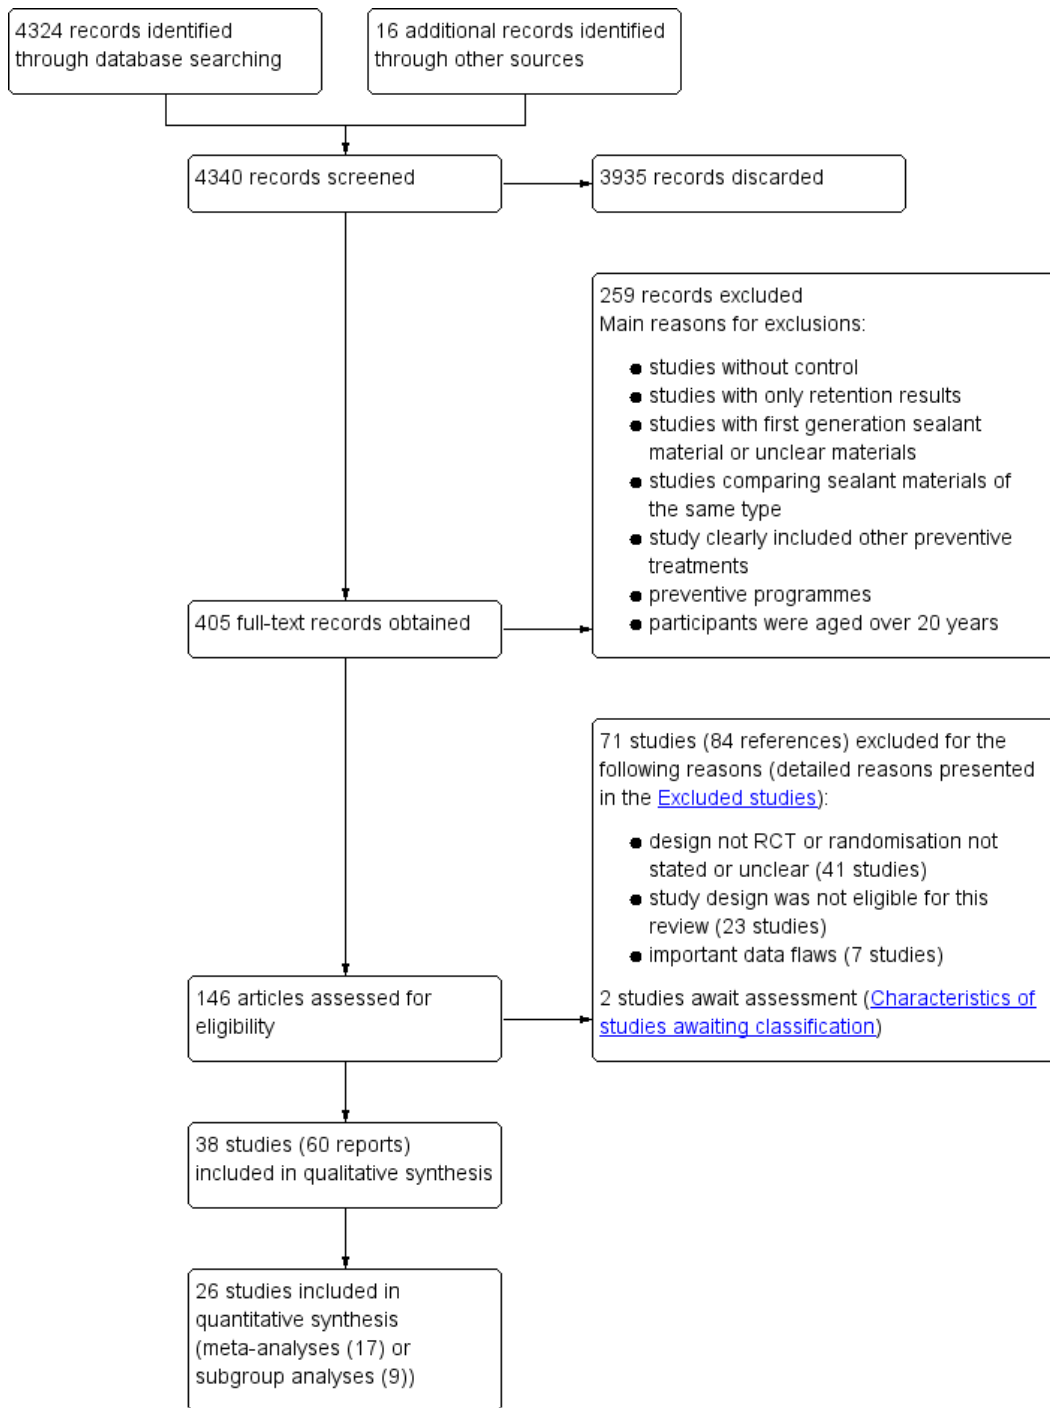 4324 records identified
through database searching
16 additional records identified
through other sources
4340 records screened
3935 records discarded
259 records excluded
Main reasons for exclusions:
● studies without control
● studies with only retention results
● studies with first generation sealant
material or unclear materials
● studies comparing sealant materials of
the same type
● study clearly included other preventive
treatments
● preventive programmes
● participants were aged over 20 years
405 full-text records obtained
71 studies (84 references) excluded for the
following reasons (detailed reasons presented
in the Excluded studies):
● design not RCT or randomisation not
stated or unclear (41 studies)
● study design was not eligible for this
review (23 studies)
● important data flaws (7 studies)
2 studies await assessment (Characteristics of
studies awaiting classification)
146 articles assessed for
eligibility
38 studies (60 reports)
included in qualitative synthesis
26 studies included in
quantitative synthesis
(meta-analyses (17) or
subgroup analyses (9))